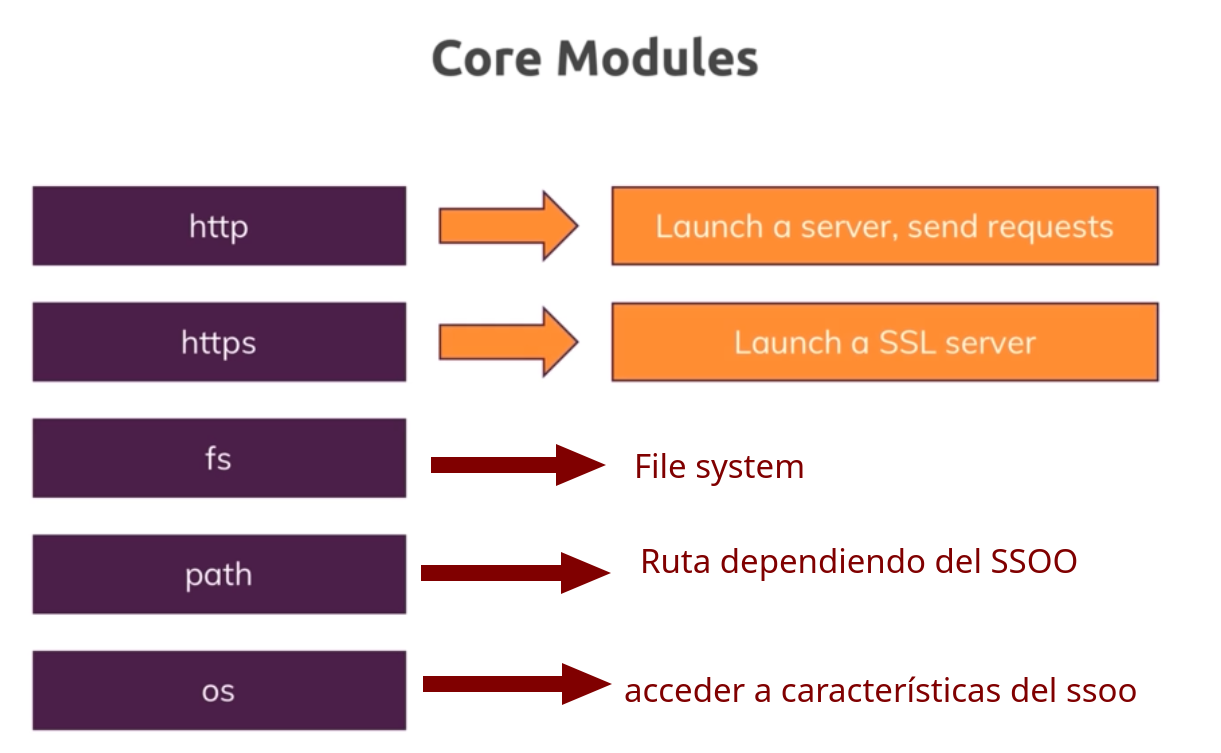 Core Modules
http
Launch a server, send requests
https
Launch a SSL server
fs
File system
path
Ruta dependiendo del SSOO
os
acceder a características del ssoo